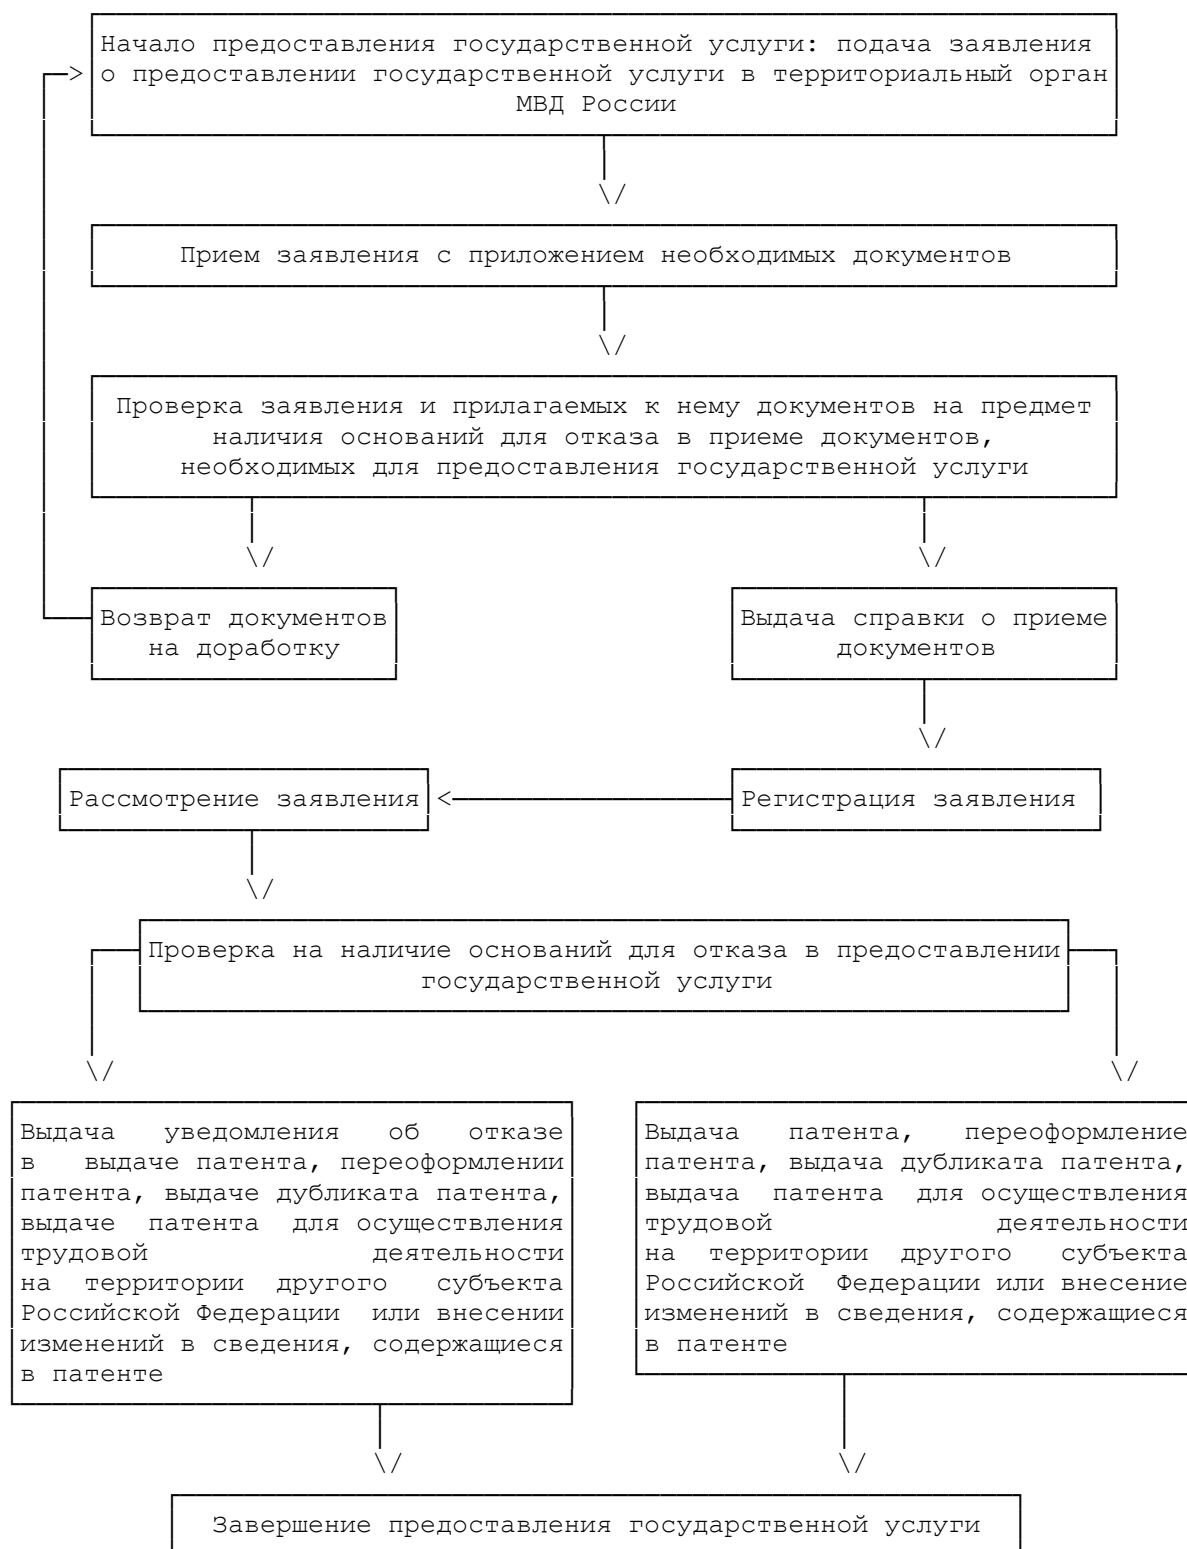 Начало предоставления государственной услуги: подача заявления
о предоставлении государственной услуги в территориальный орган
МВД России
Прием заявления с приложением необходимых документов
Проверка заявления и прилагаемых к нему документов на предмет
наличия оснований для отказа в приеме документов,
необходимых для предоставления государственной услуги
Возврат документов
на доработку
Выдача справки о приеме
документов
Рассмотрение заявления
Регистрация заявления
Проверка на наличие оснований для отказа в предоставлении
государственной услуги
Выдача уведомления об отказе
в выдаче патента, переоформлении
патента, выдаче дубликата патента,
выдаче патента для осуществления
трудовой деятельности
на территории другого субъекта
Российской Федерации или внесении
изменений в сведения, содержащиеся
в патенте
Выдача патента, переоформление
патента, выдача дубликата патента,
выдача патента для осуществления
трудовой деятельности
на территории другого субъекта
Российской Федерации или внесение
изменений в сведения, содержащиеся
в патенте
Завершение предоставления государственной услуги